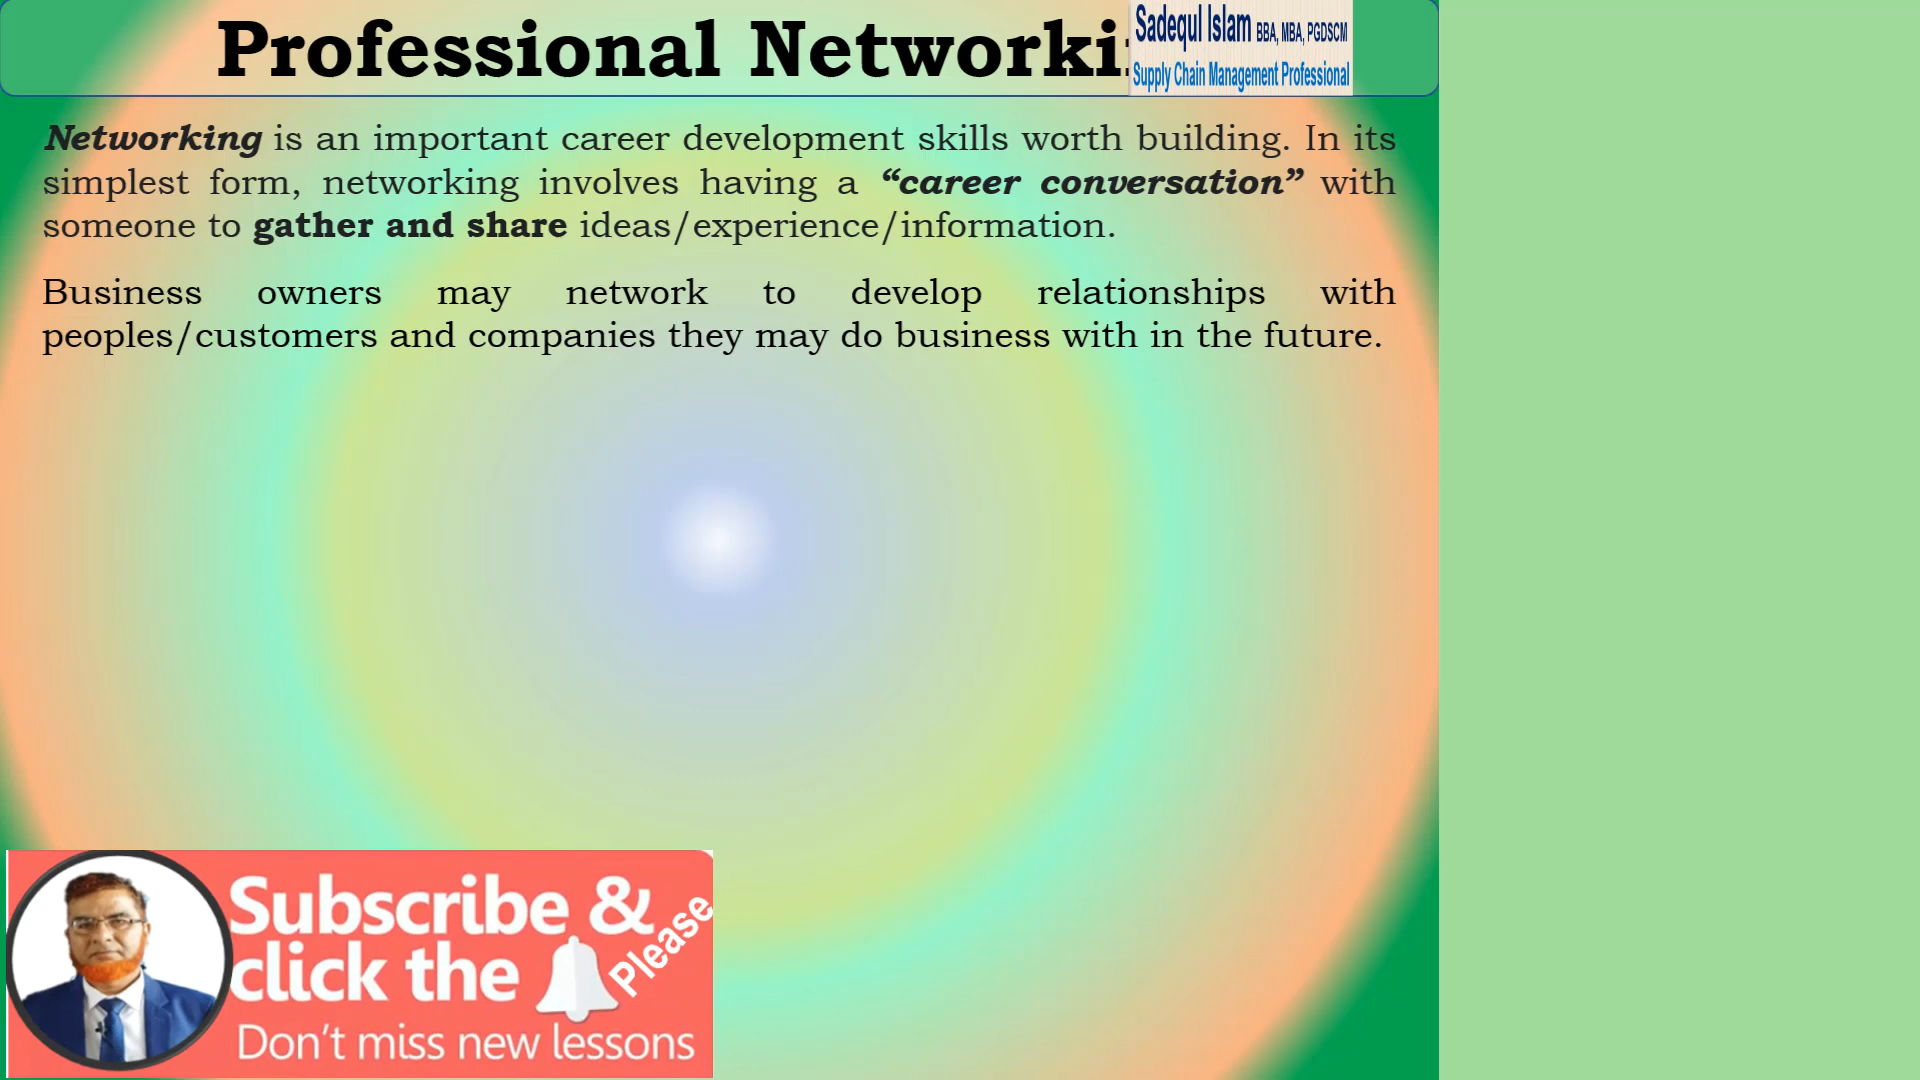 Professional Networki
Sadequl Islam BBA, MBA, PGDSCM
Supply Chain Management Professional
Networking is an important career development skills worth building. In its
simplest form, networking involves having a “career conversation” with
someone to gather and share ideas/experience/information.
Business owners may network to develop relationships with
peoples/customers and companies they may do business with in the future.
Subscribe &
click the
Please
Don't miss new lessons